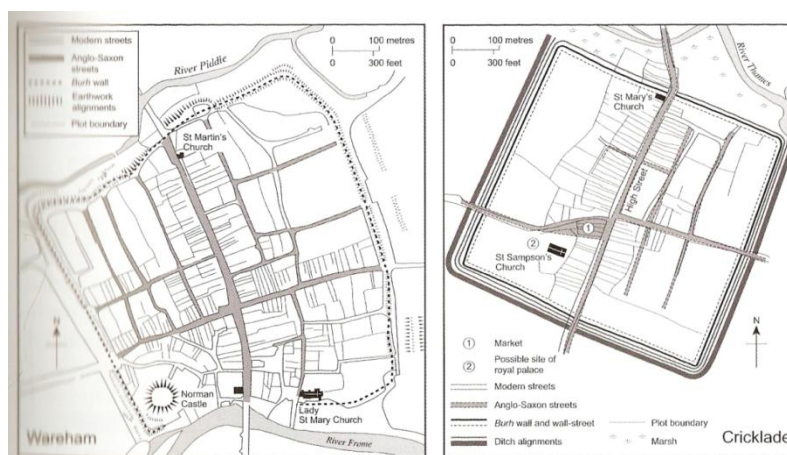 Modern streets
Anglo-Saxon
streets
Burh wall
Earthwork
alignments
Plot boundary
0 100 metres
0 300 feet
N
River Piddle
St Martin's
Church
Norman
Castle
Lady
St Mary Church
River Frome
Wareham
0 100 metres
0 300 feet
River Thames
St Mary's
Church
High Street
1
2
St Sampson's
Church
1 Market
2 Possible site of
royal palace
Modern streets
Anglo-Saxon streets
Burh wall and wall-street
Ditch alignments
Plot boundary
Marsh
N
Cricklade